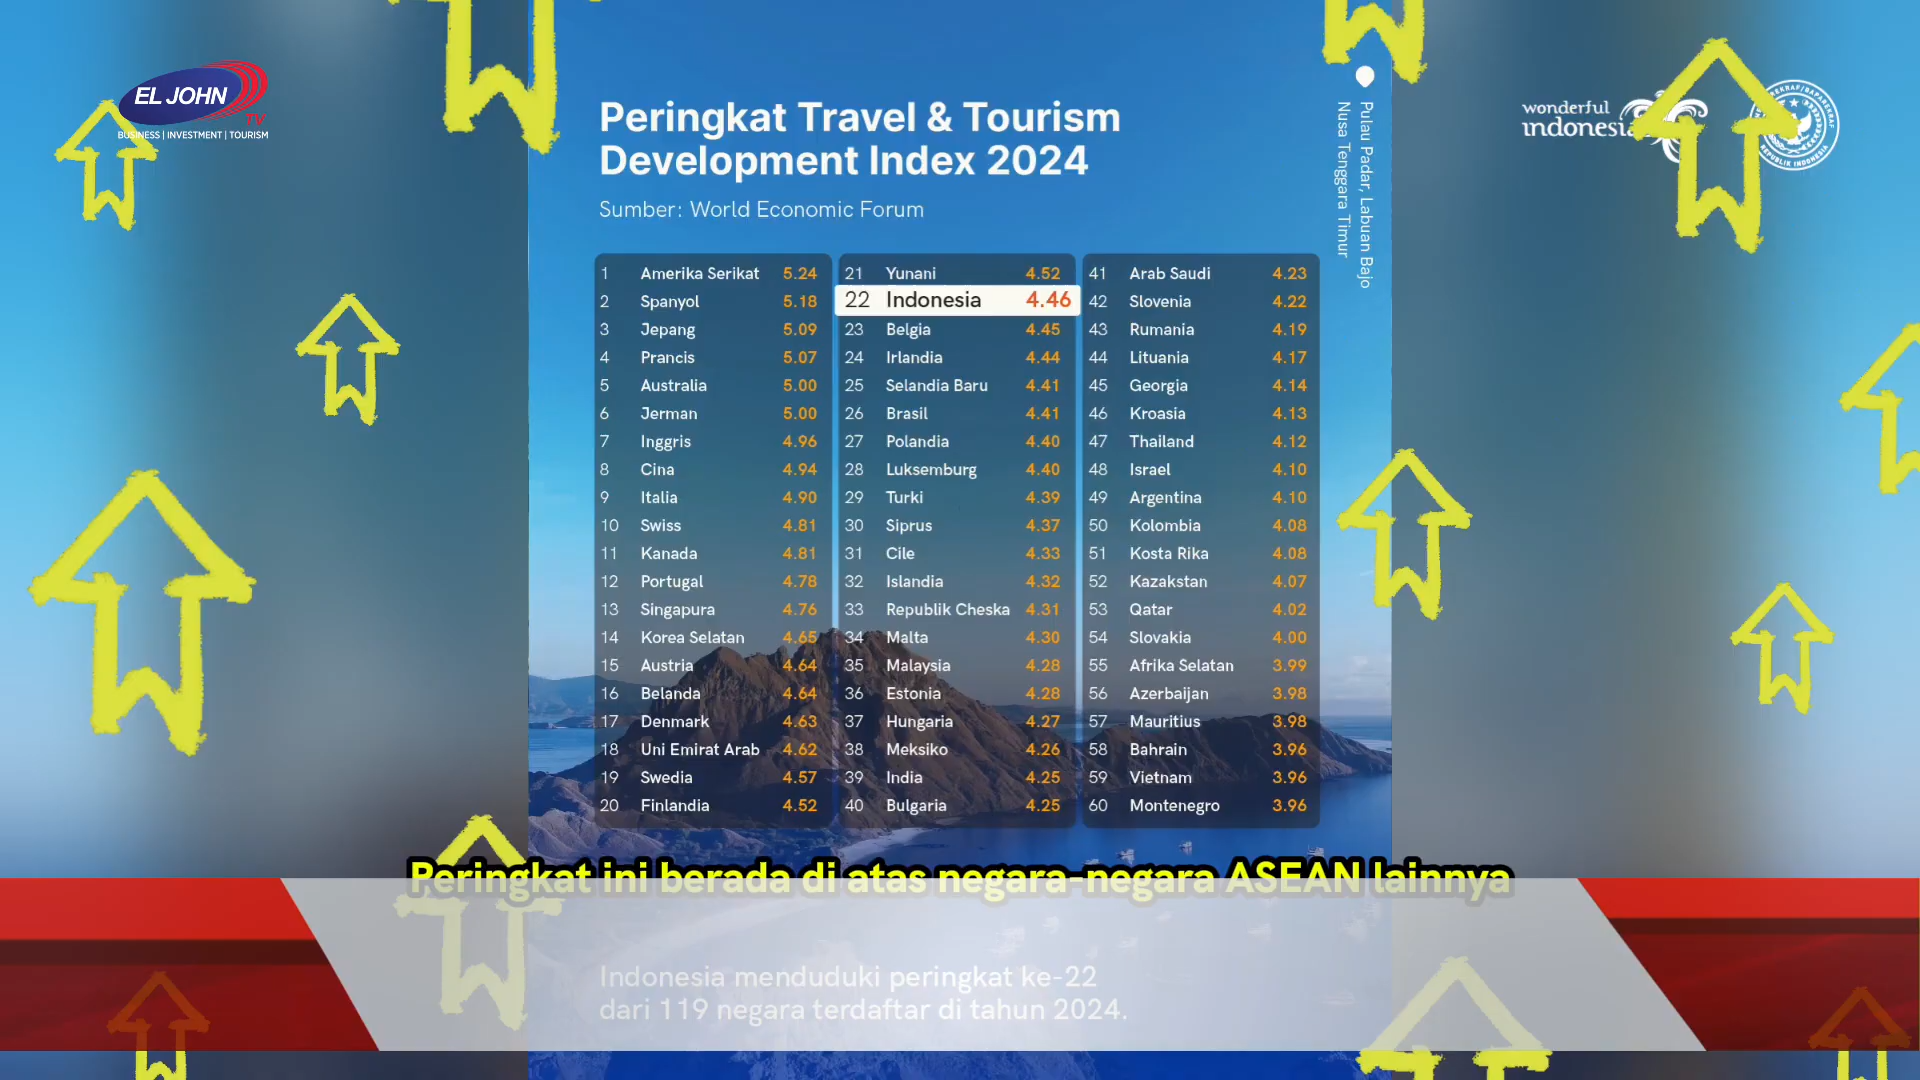 EL JOHN
TV
BUSINESS | INVESTMENT | TOURISM
Peringkat Travel & Tourism
Development Index 2024
Sumber: World Economic Forum
Pulau Padar, Labuan Bajo
Nusa Tenggara Timur
wonderful
indonesia
REPUBLIK INDONESIA
1 Amerika Serikat 5.24
2 Spanyol 5.18
3 Jepang 5.09
4 Prancis 5.07
5 Australia 5.00
6 Jerman 5.00
7 Inggris 4.96
8 Cina 4.94
9 Italia 4.90
10 Swiss 4.81
11 Kanada 4.81
12 Portugal 4.78
13 Singapura 4.76
14 Korea Selatan 4.65
15 Austria 4.64
16 Belanda 4.64
17 Denmark 4.63
18 Uni Emirat Arab 4.62
19 Swedia 4.57
20 Finlandia 4.52
21 Yunani 4.52
22 Indonesia 4.46
23 Belgia 4.45
24 Irlandia 4.44
25 Selandia Baru 4.41
26 Brasil 4.41
27 Polandia 4.40
28 Luksemburg 4.40
29 Turki 4.39
30 Siprus 4.37
31 Cile 4.33
32 Islandia 4.32
33 Republik Cheska 4.31
34 Malta 4.30
35 Malaysia 4.28
36 Estonia 4.28
37 Hungaria 4.27
38 Meksiko 4.26
39 India 4.25
40 Bulgaria 4.25
41 Arab Saudi 4.23
42 Slovenia 4.22
43 Rumania 4.19
44 Lituania 4.17
45 Georgia 4.14
46 Kroasia 4.13
47 Thailand 4.12
48 Israel 4.10
49 Argentina 4.10
50 Kolombia 4.08
51 Kosta Rika 4.08
52 Kazakstan 4.07
53 Qatar 4.02
54 Slovakia 4.00
55 Afrika Selatan 3.99
56 Azerbaijan 3.98
57 Mauritius 3.98
58 Bahrain 3.96
59 Vietnam 3.96
60 Montenegro 3.96
Peringkat ini berada di atas negara-negara ASEAN lainnya
Indonesia menduduki peringkat ke-22
dari 119 negara terdaftar di tahun 2024.